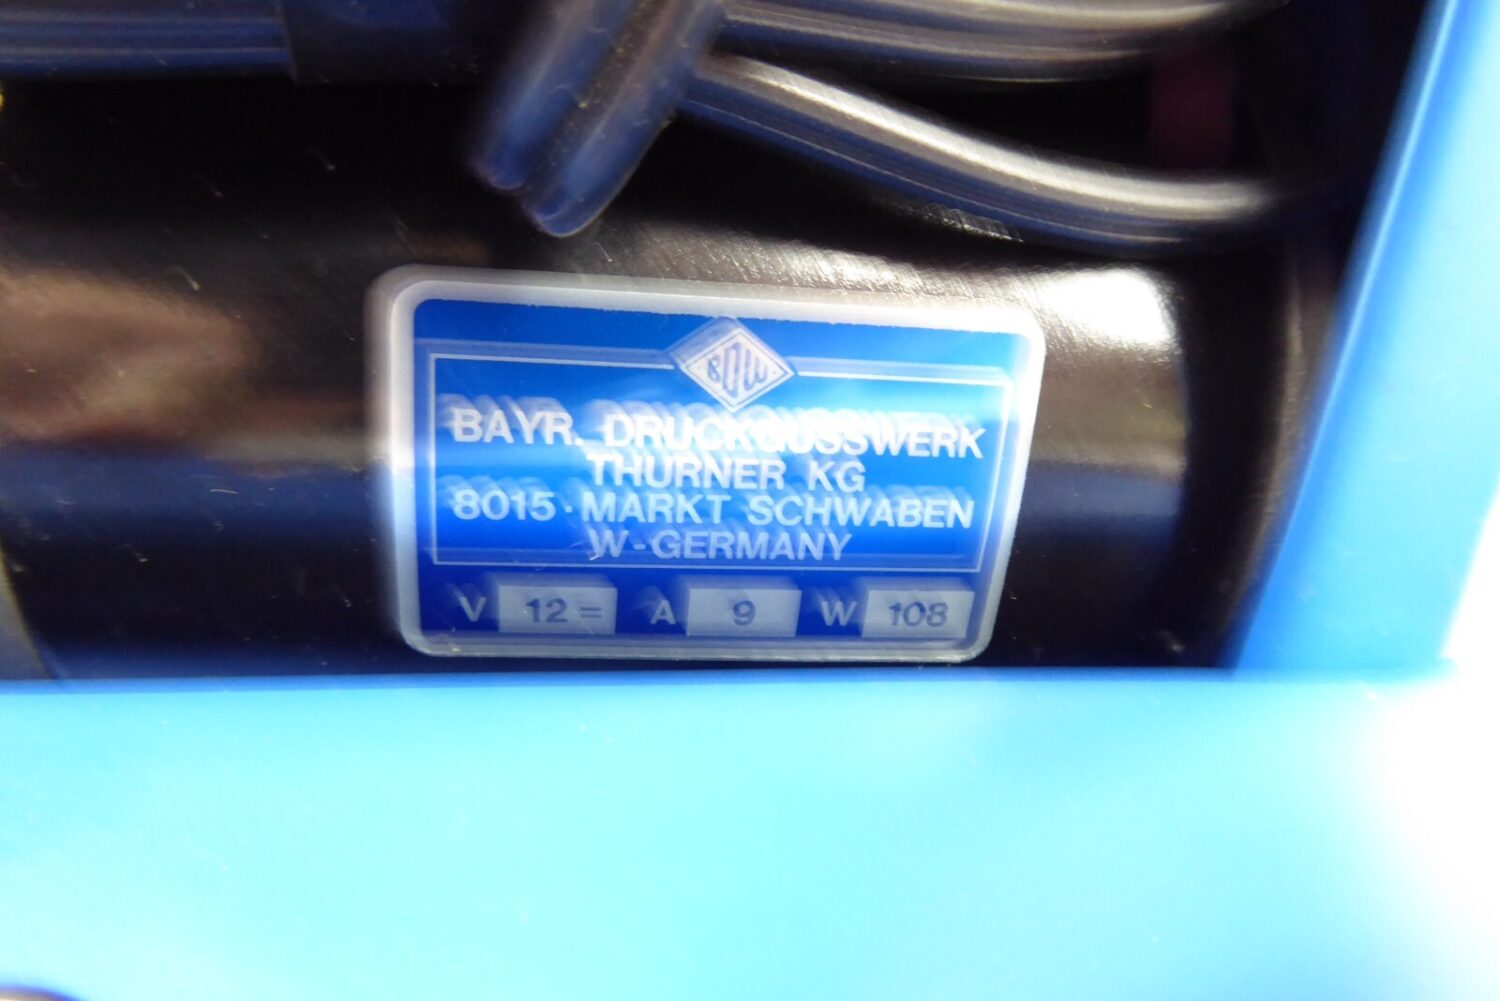 BDW
BAYR. DRUCKGUSSWERK
THURNER KG
8015 · MARKT SCHWABEN
W-GERMANY
V 12= A 9 W 108